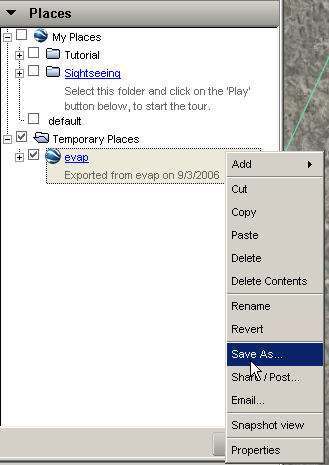 Places
My Places
Tutorial
Sightseeing
Select this folder and click on the 'Play'
button below, to start the tour.
default
Temporary Places
evap
Exported from evap on 9/3/2006
Add
Cut
Copy
Paste
Delete
Delete Contents
Rename
Revert
Save As...
Share / Post...
Email...
Snapshot view
Properties